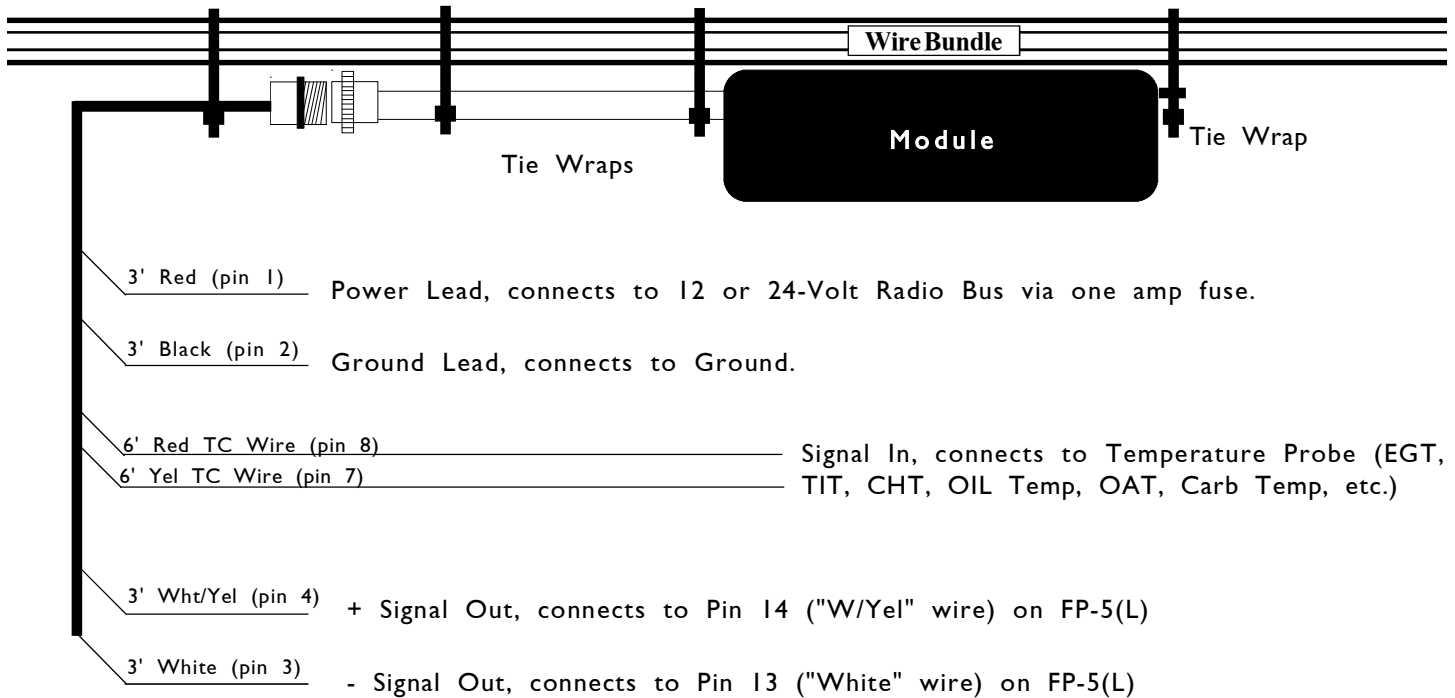 Wire Bundle
Module
Tie Wraps
Tie Wrap
3' Red (pin 1)
Power Lead, connects to 12 or 24-Volt Radio Bus via one amp fuse.
3' Black (pin 2)
Ground Lead, connects to Ground.
6' Red TC Wire (pin 8)
6' Yel TC Wire (pin 7)
Signal In, connects to Temperature Probe (EGT,
TIT, CHT, OIL Temp, OAT, Carb Temp, etc.)
3' Wht/Yel (pin 4)
+ Signal Out, connects to Pin 14 ("W/Yel" wire) on FP-5(L)
3' White (pin 3)
- Signal Out, connects to Pin 13 ("White" wire) on FP-5(L)